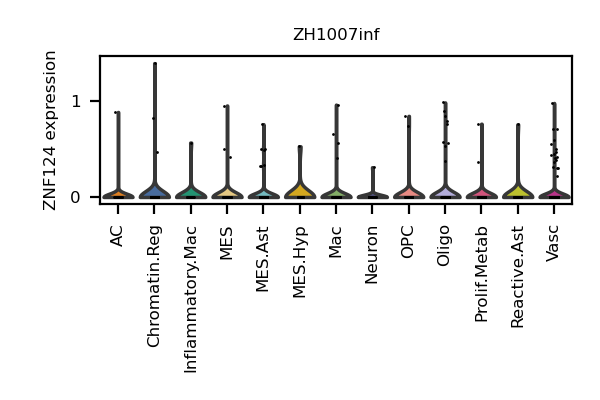 ZH1007inf
ZNF124 expression
1
0
AC
Chromatin.Reg
Inflammatory.Mac
MES
MES.Ast
MES.Hyp
Mac
Neuron
OPC
Oligo
Prolif.Metab
Reactive.Ast
Vasc